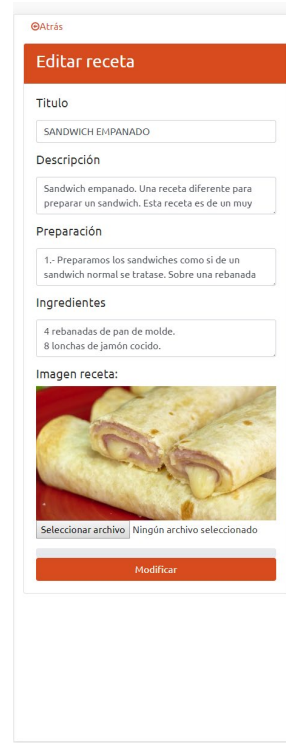 Atrás
Editar receta
Titulo
SANDWICH EMPANADO
Descripción
Sandwich empanado. Una receta diferente para
preparar un sandwich. Esta receta es de un muy
Preparación
1.- Preparamos los sandwiches como si de un
sandwich normal se tratase. Sobre una rebanada
Ingredientes
4 rebanadas de pan de molde.
8 lonchas de jamón cocido.
Imagen receta:
Seleccionar archivo Ningún archivo seleccionado
Modificar